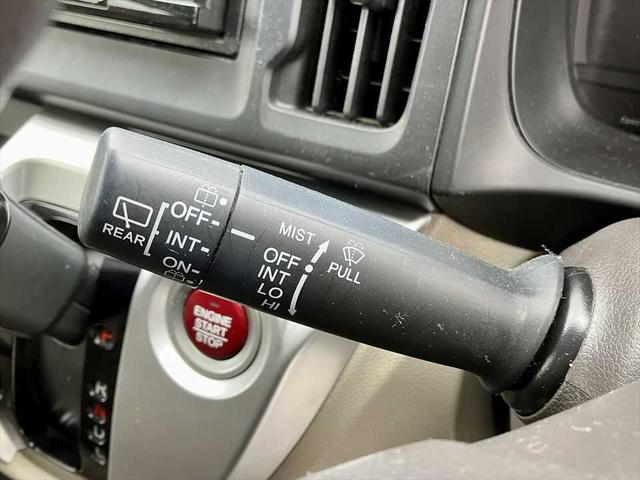 REAR
OFF
INT
ON
MIST
OFF
INT
LO
HI
PULL
ENGINE
START
STOP